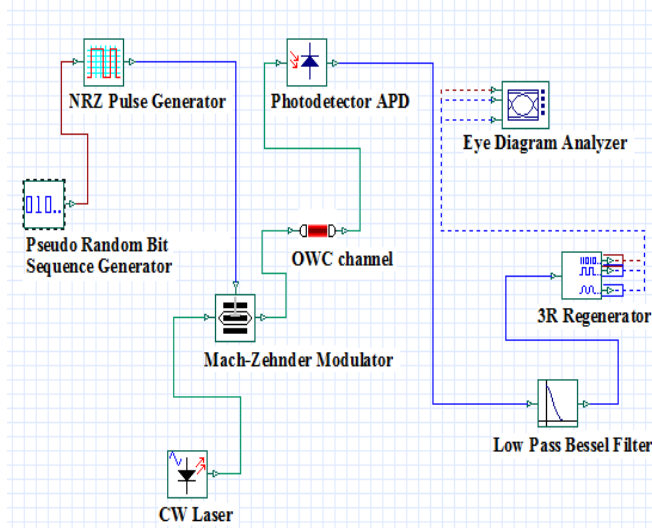 NRZ Pulse Generator
Photodetector APD
Eye Diagram Analyzer
010..
Pseudo Random Bit
Sequence Generator
OWC channel
3R Regenerator
Mach-Zehnder Modulator
Low Pass Bessel Filter
CW Laser